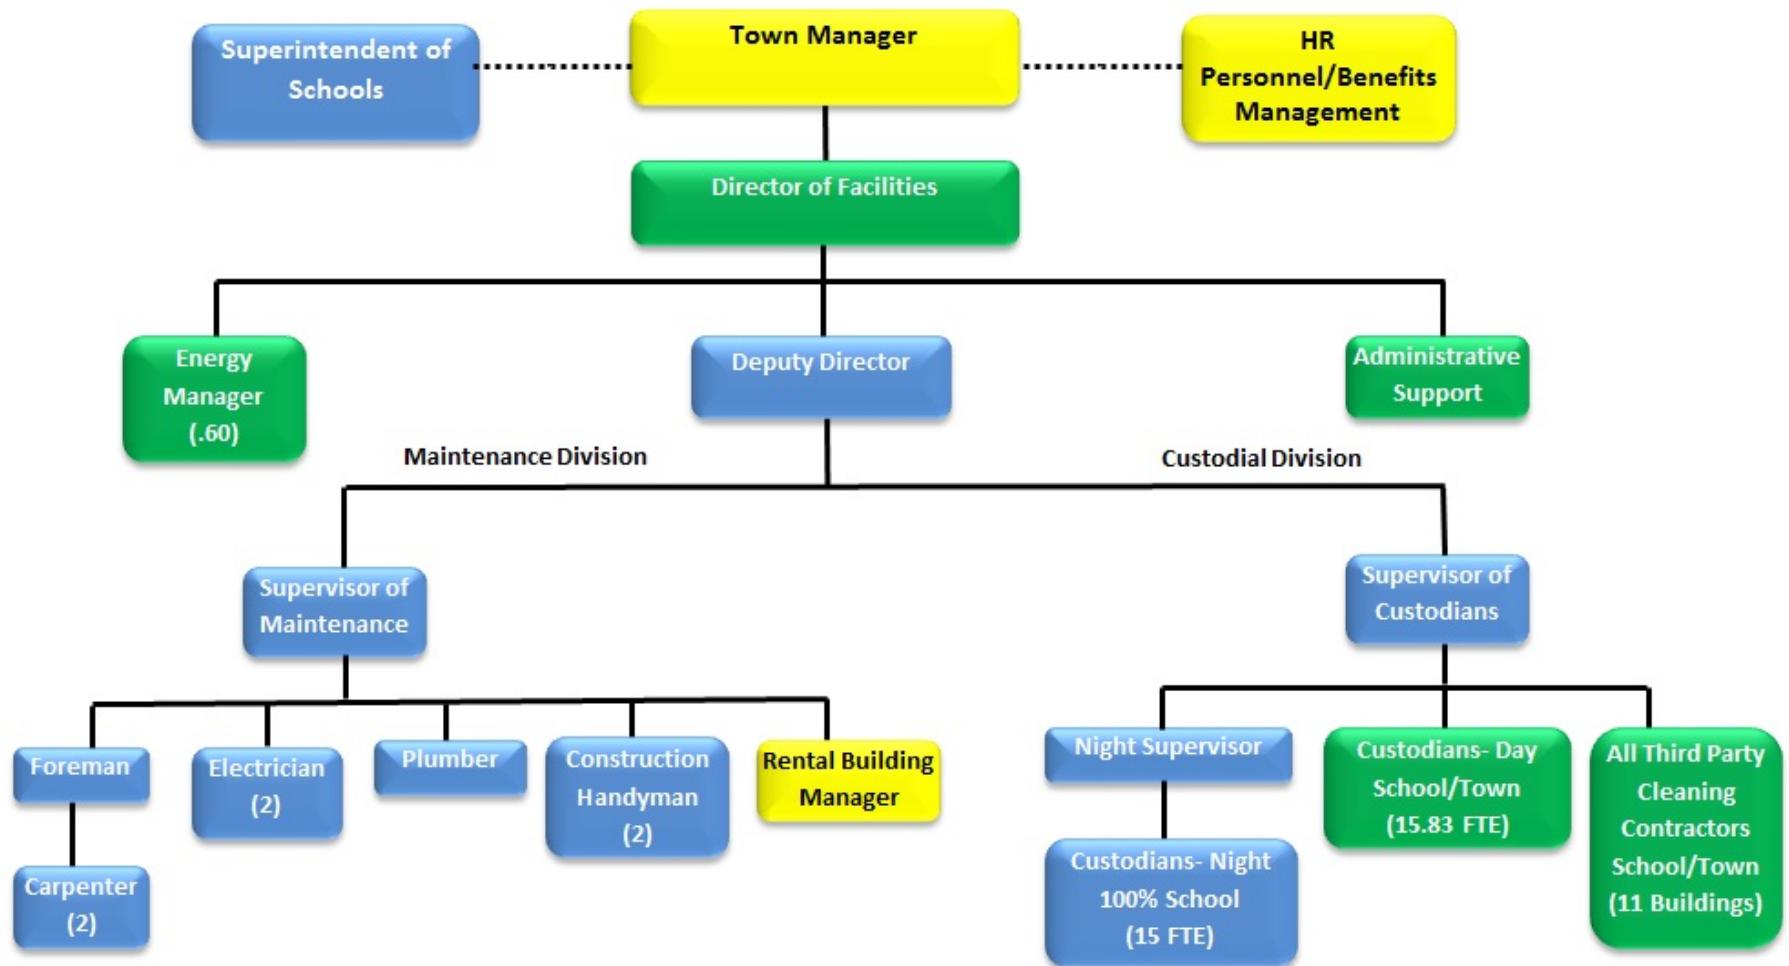 Superintendent of
Schools
Town Manager
HR
Personnel/Benefits
Management
Director of Facilities
Energy
Manager
(.60)
Deputy Director
Administrative
Support
Maintenance Division
Custodial Division
Supervisor of
Maintenance
Supervisor of
Custodians
Foreman
Electrician
(2)
Plumber
Construction
Handyman
(2)
Rental Building
Manager
Carpenter
(2)
Night Supervisor
Custodians- Night
100% School
(15 FTE)
Custodians- Day
School/Town
(15.83 FTE)
All Third Party
Cleaning
Contractors
School/Town
(11 Buildings)